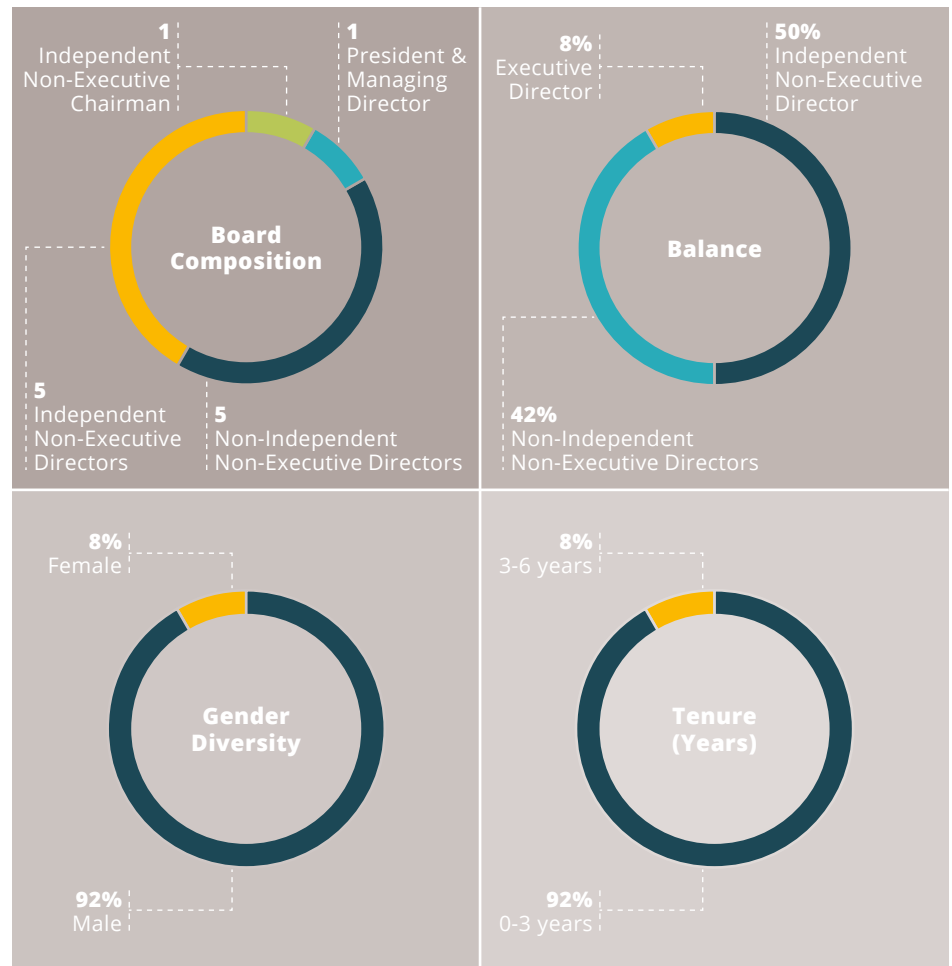 1
Independent
Non-Executive
Chairman
1
President &
Managing
Director
Board
Composition
5
Independent
Non-Executive
Directors
5
Non-Independent
Non-Executive Directors
8%
Executive
Director
50%
Independent
Non-Executive
Director
Balance
42%
Non-Independent
Non-Executive Directors
8%
Female
Gender
Diversity
92%
Male
8%
3-6 years
Tenure
(Years)
92%
0-3 years